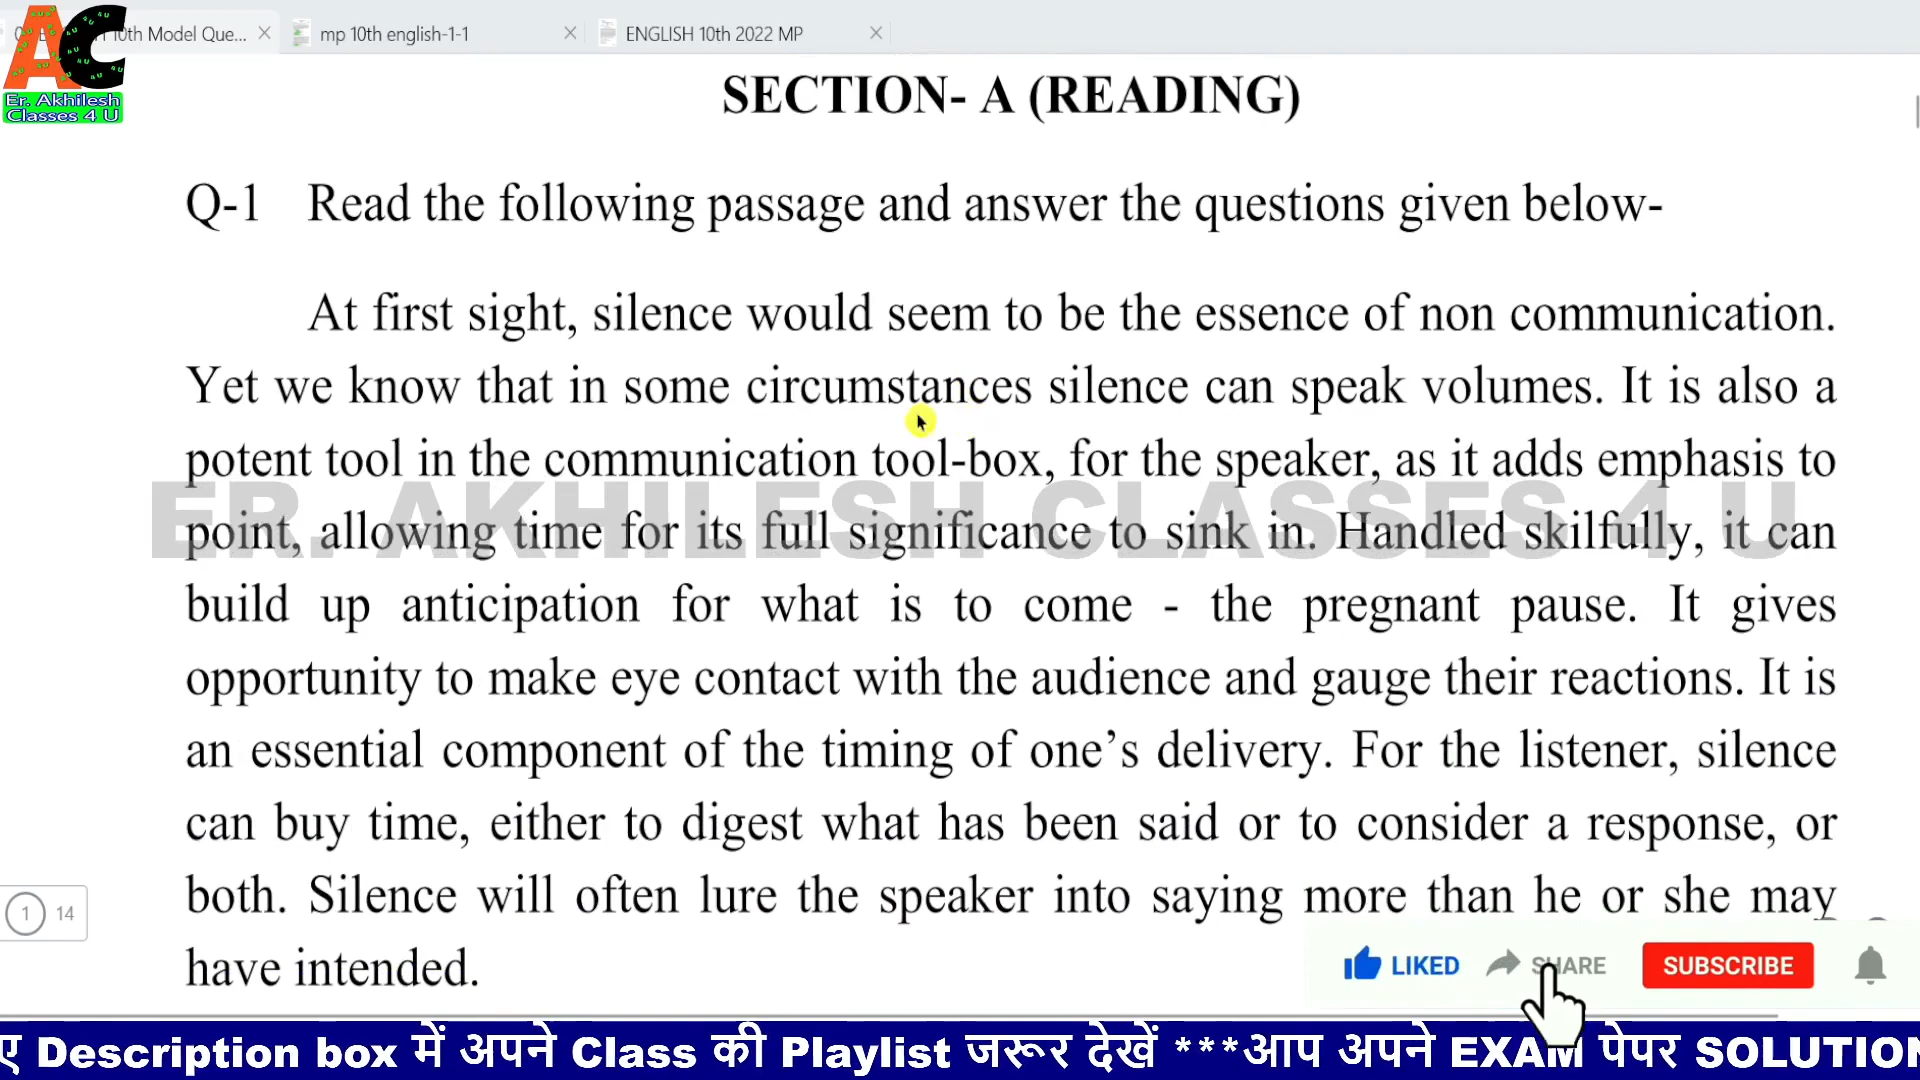 10th Model Que...
mp 10th english-1-1
ENGLISH 10th 2022 MP
AC
Er. Akhilesh
Classes 4 U
SECTION- A (READING)
Q-1 Read the following passage and answer the questions given below-
At first sight, silence would seem to be the essence of non communication.
Yet we know that in some circumstances silence can speak volumes. It is also a
potent tool in the communication tool-box, for the speaker, as it adds emphasis to
ER. AKHILESH CLASSES 4 U
point, allowing time for its full significance to sink in. Handled skilfully, it can
build up anticipation for what is to come - the pregnant pause. It gives
opportunity to make eye contact with the audience and gauge their reactions. It is
an essential component of the timing of one's delivery. For the listener, silence
can buy time, either to digest what has been said or to consider a response, or
both. Silence will often lure the speaker into saying more than he or she may
have intended.
1 14
LIKED SHARE SUBSCRIBE
ए Description box में अपने Class की Playlist जरूर देखें ***आप अपने EXAM पेपर SOLUTION